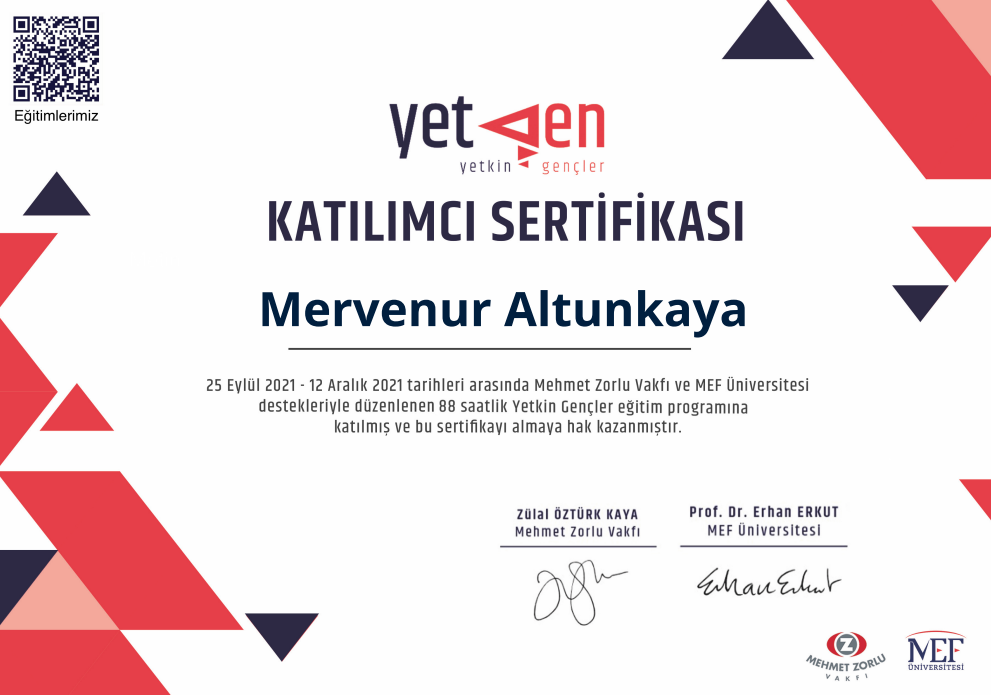 Eğitimlerimiz
yetgen
yetkin gençler
KATILIMCI SERTİFİKASI
Mervenur Altunkaya
25 Eylül 2021 - 12 Aralık 2021 tarihleri arasında Mehmet Zorlu Vakfı ve MEF Üniversitesi
destekleriyle düzenlenen 88 saatlik Yetkin Gençler eğitim programına
katılmış ve bu sertifikayı almaya hak kazanmıştır.
Zülal ÖZTÜRK KAYA
Mehmet Zorlu Vakfı
Prof. Dr. Erhan ERKUT
MEF Üniversitesi
Erhan Erkut
Z
MEHMET ZORLU
VAKFI
MEF
ÜNİVERSİTESİ